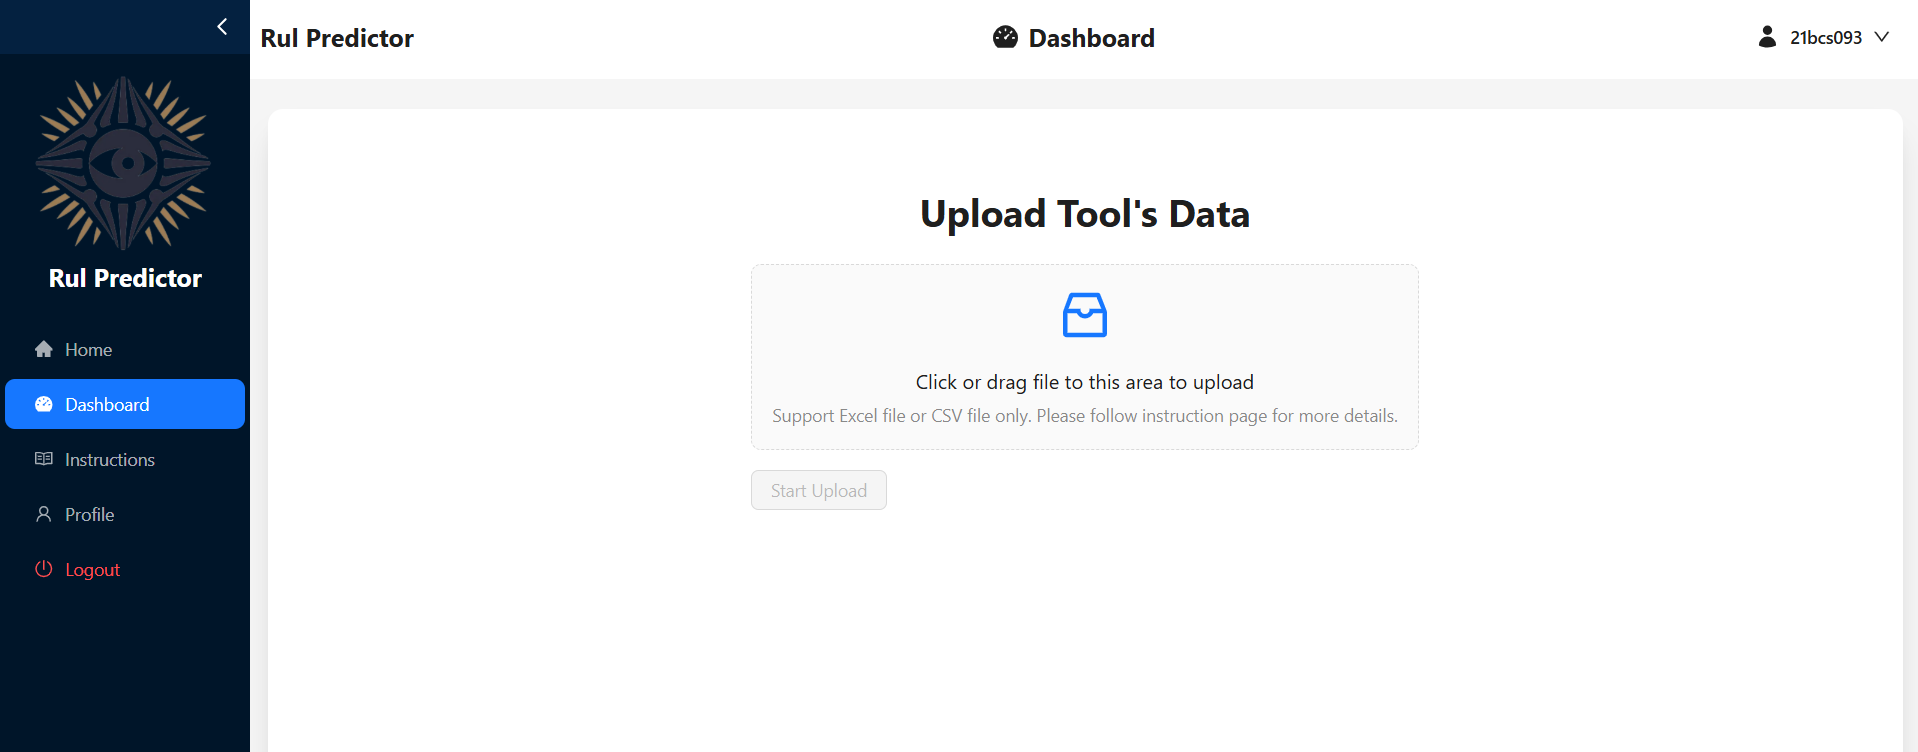 Rul Predictor
Dashboard
21bcs093
Rul Predictor
Home
Dashboard
Instructions
Profile
Logout
Upload Tool's Data
Click or drag file to this area to upload
Support Excel file or CSV file only. Please follow instruction page for more details.
Start Upload